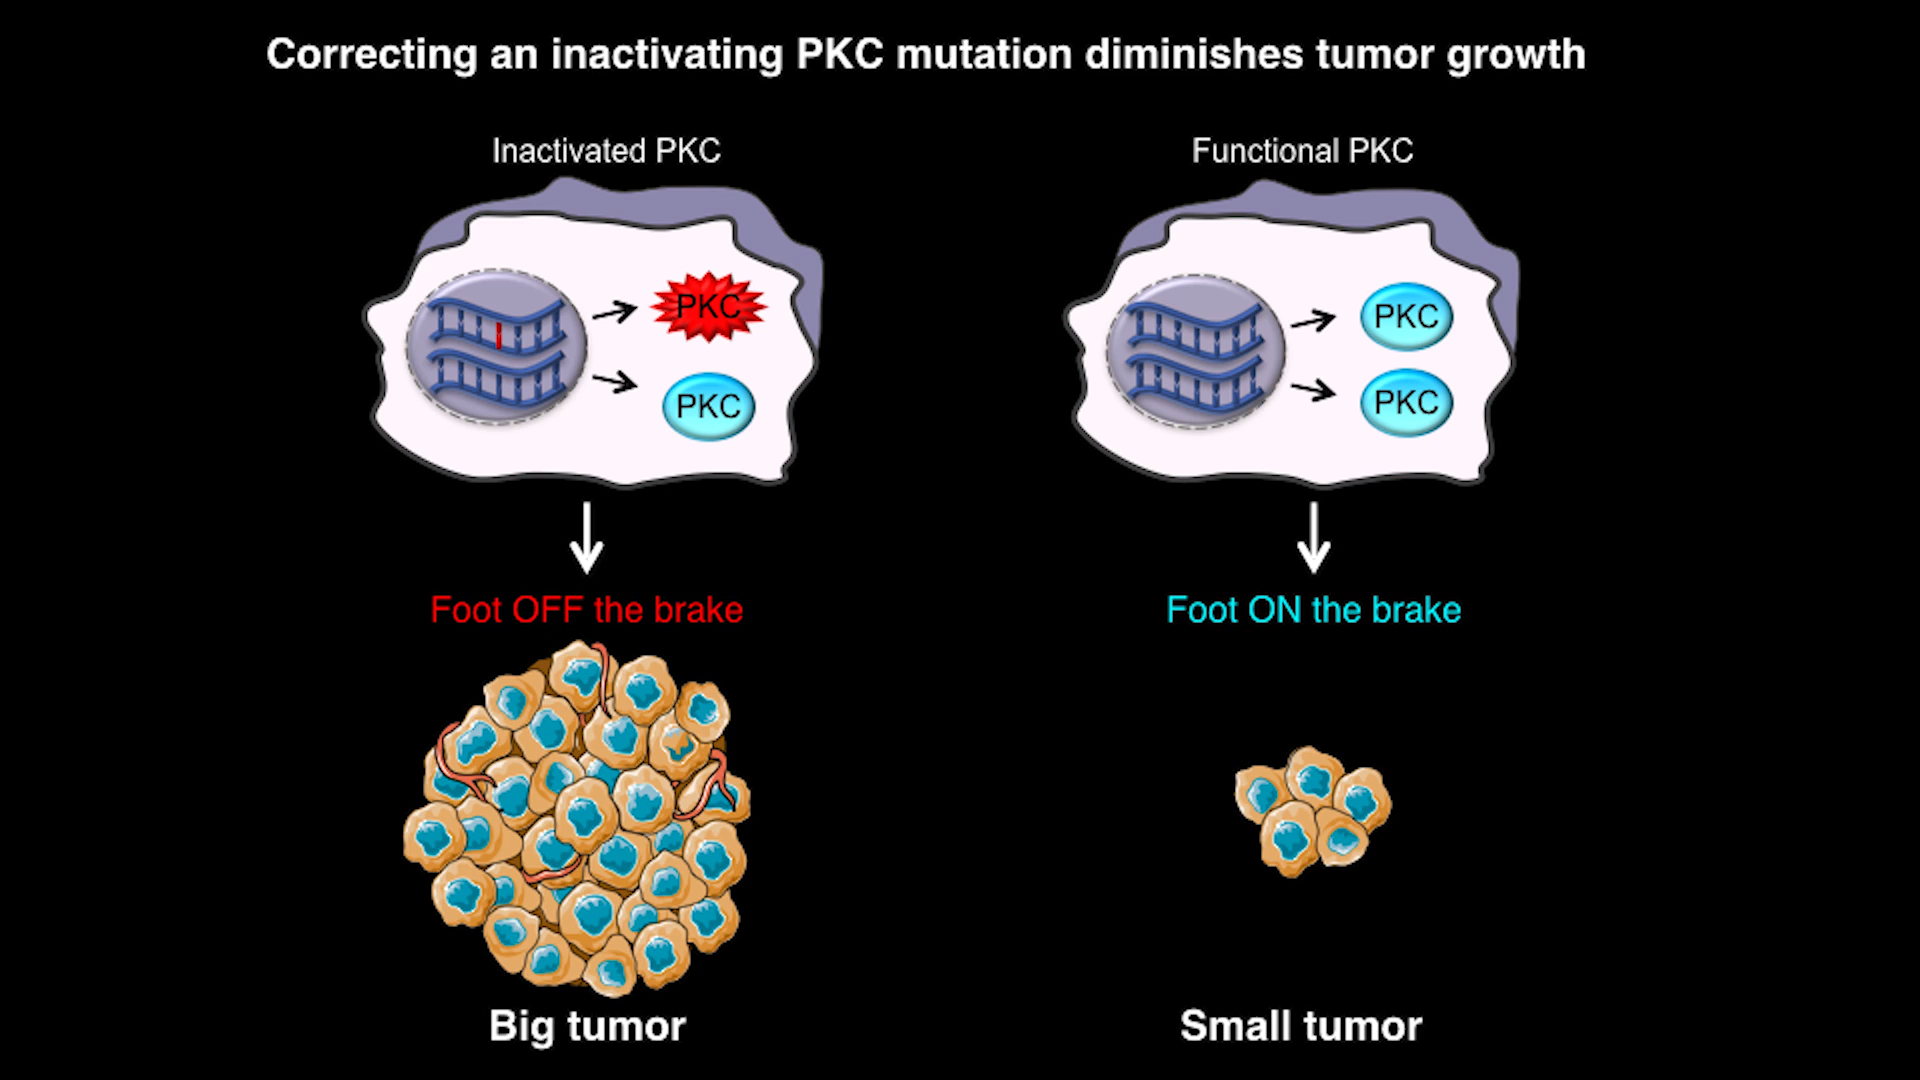 Correcting an inactivating PKC mutation diminishes tumor growth
Inactivated PKC
Functional PKC
PKC
PKC
PKC
PKC
Foot OFF the brake
Foot ON the brake
Big tumor
Small tumor